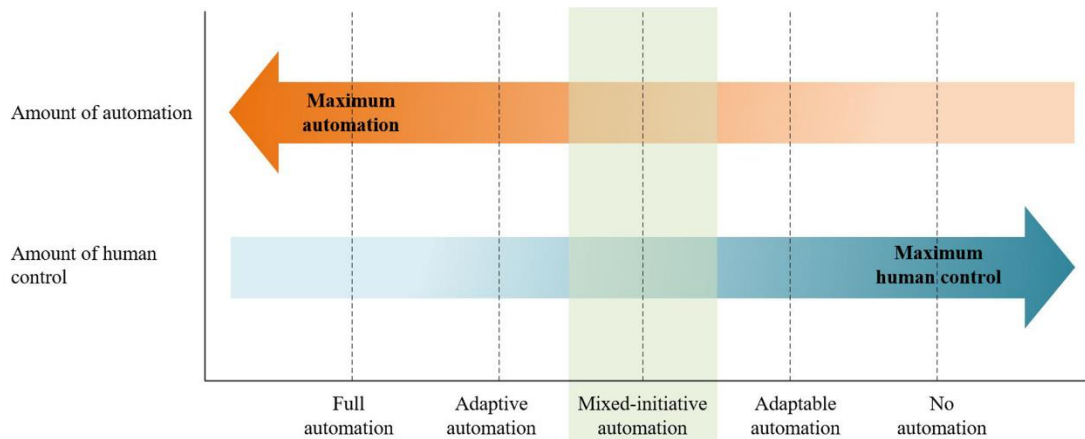 Maximum
automation
Amount of automation
Amount of human
control
Maximum
human control
Full
automation
Adaptive
automation
Mixed-initiative
automation
Adaptable
automation
No
automation